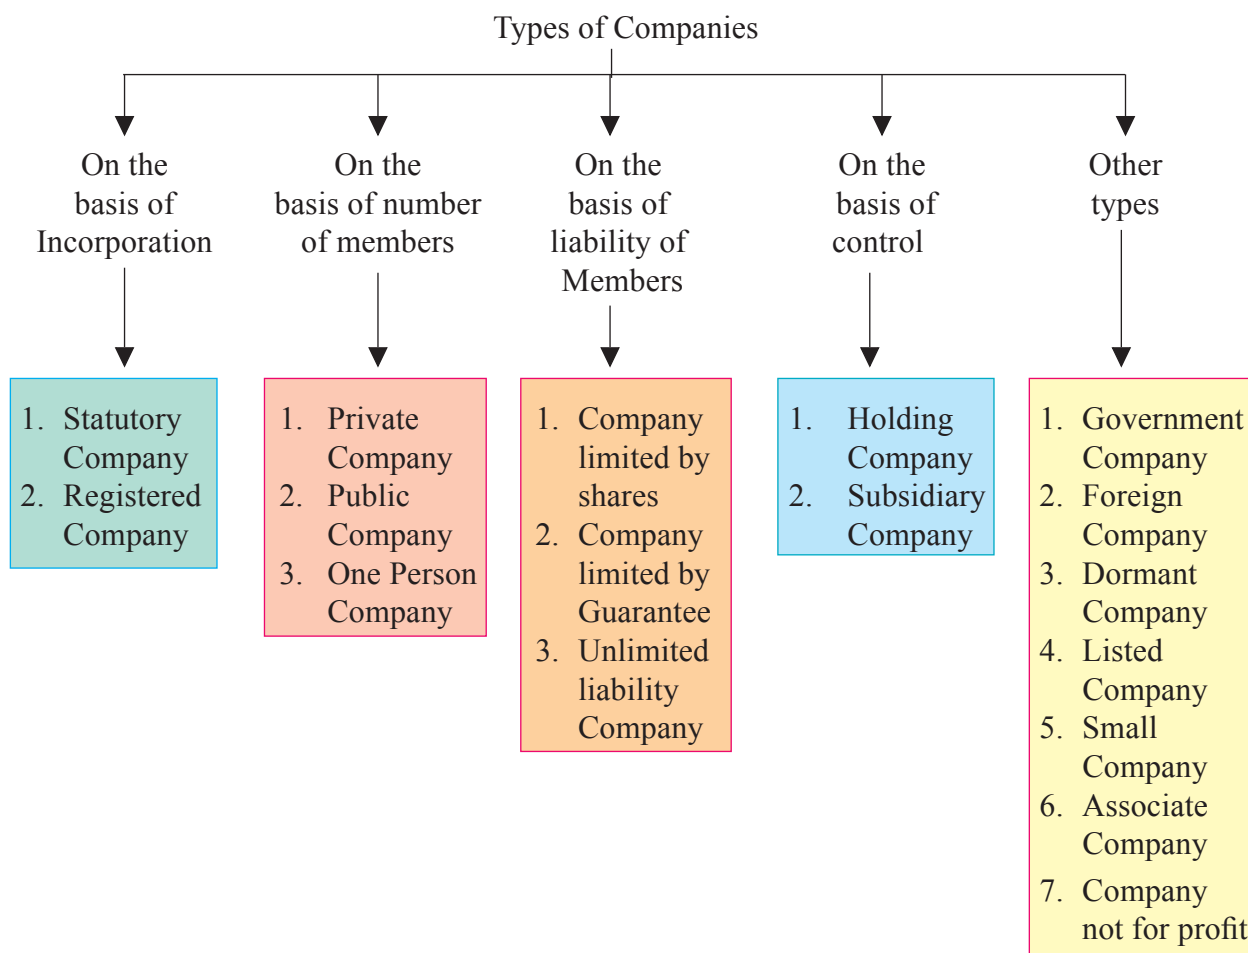 Types of Companies
On the
basis of
Incorporation
On the
basis of number
of members
On the
basis of
liability of
Members
On the
basis of
control
Other
types
1. Statutory
Company
2. Registered
Company
1. Private
Company
2. Public
Company
3. One Person
Company
1. Company
limited by
shares
2. Company
limited by
Guarantee
3. Unlimited
liability
Company
1. Holding
Company
2. Subsidiary
Company
1. Government
Company
2. Foreign
Company
3. Dormant
Company
4. Listed
Company
5. Small
Company
6. Associate
Company
7. Company
not for profit